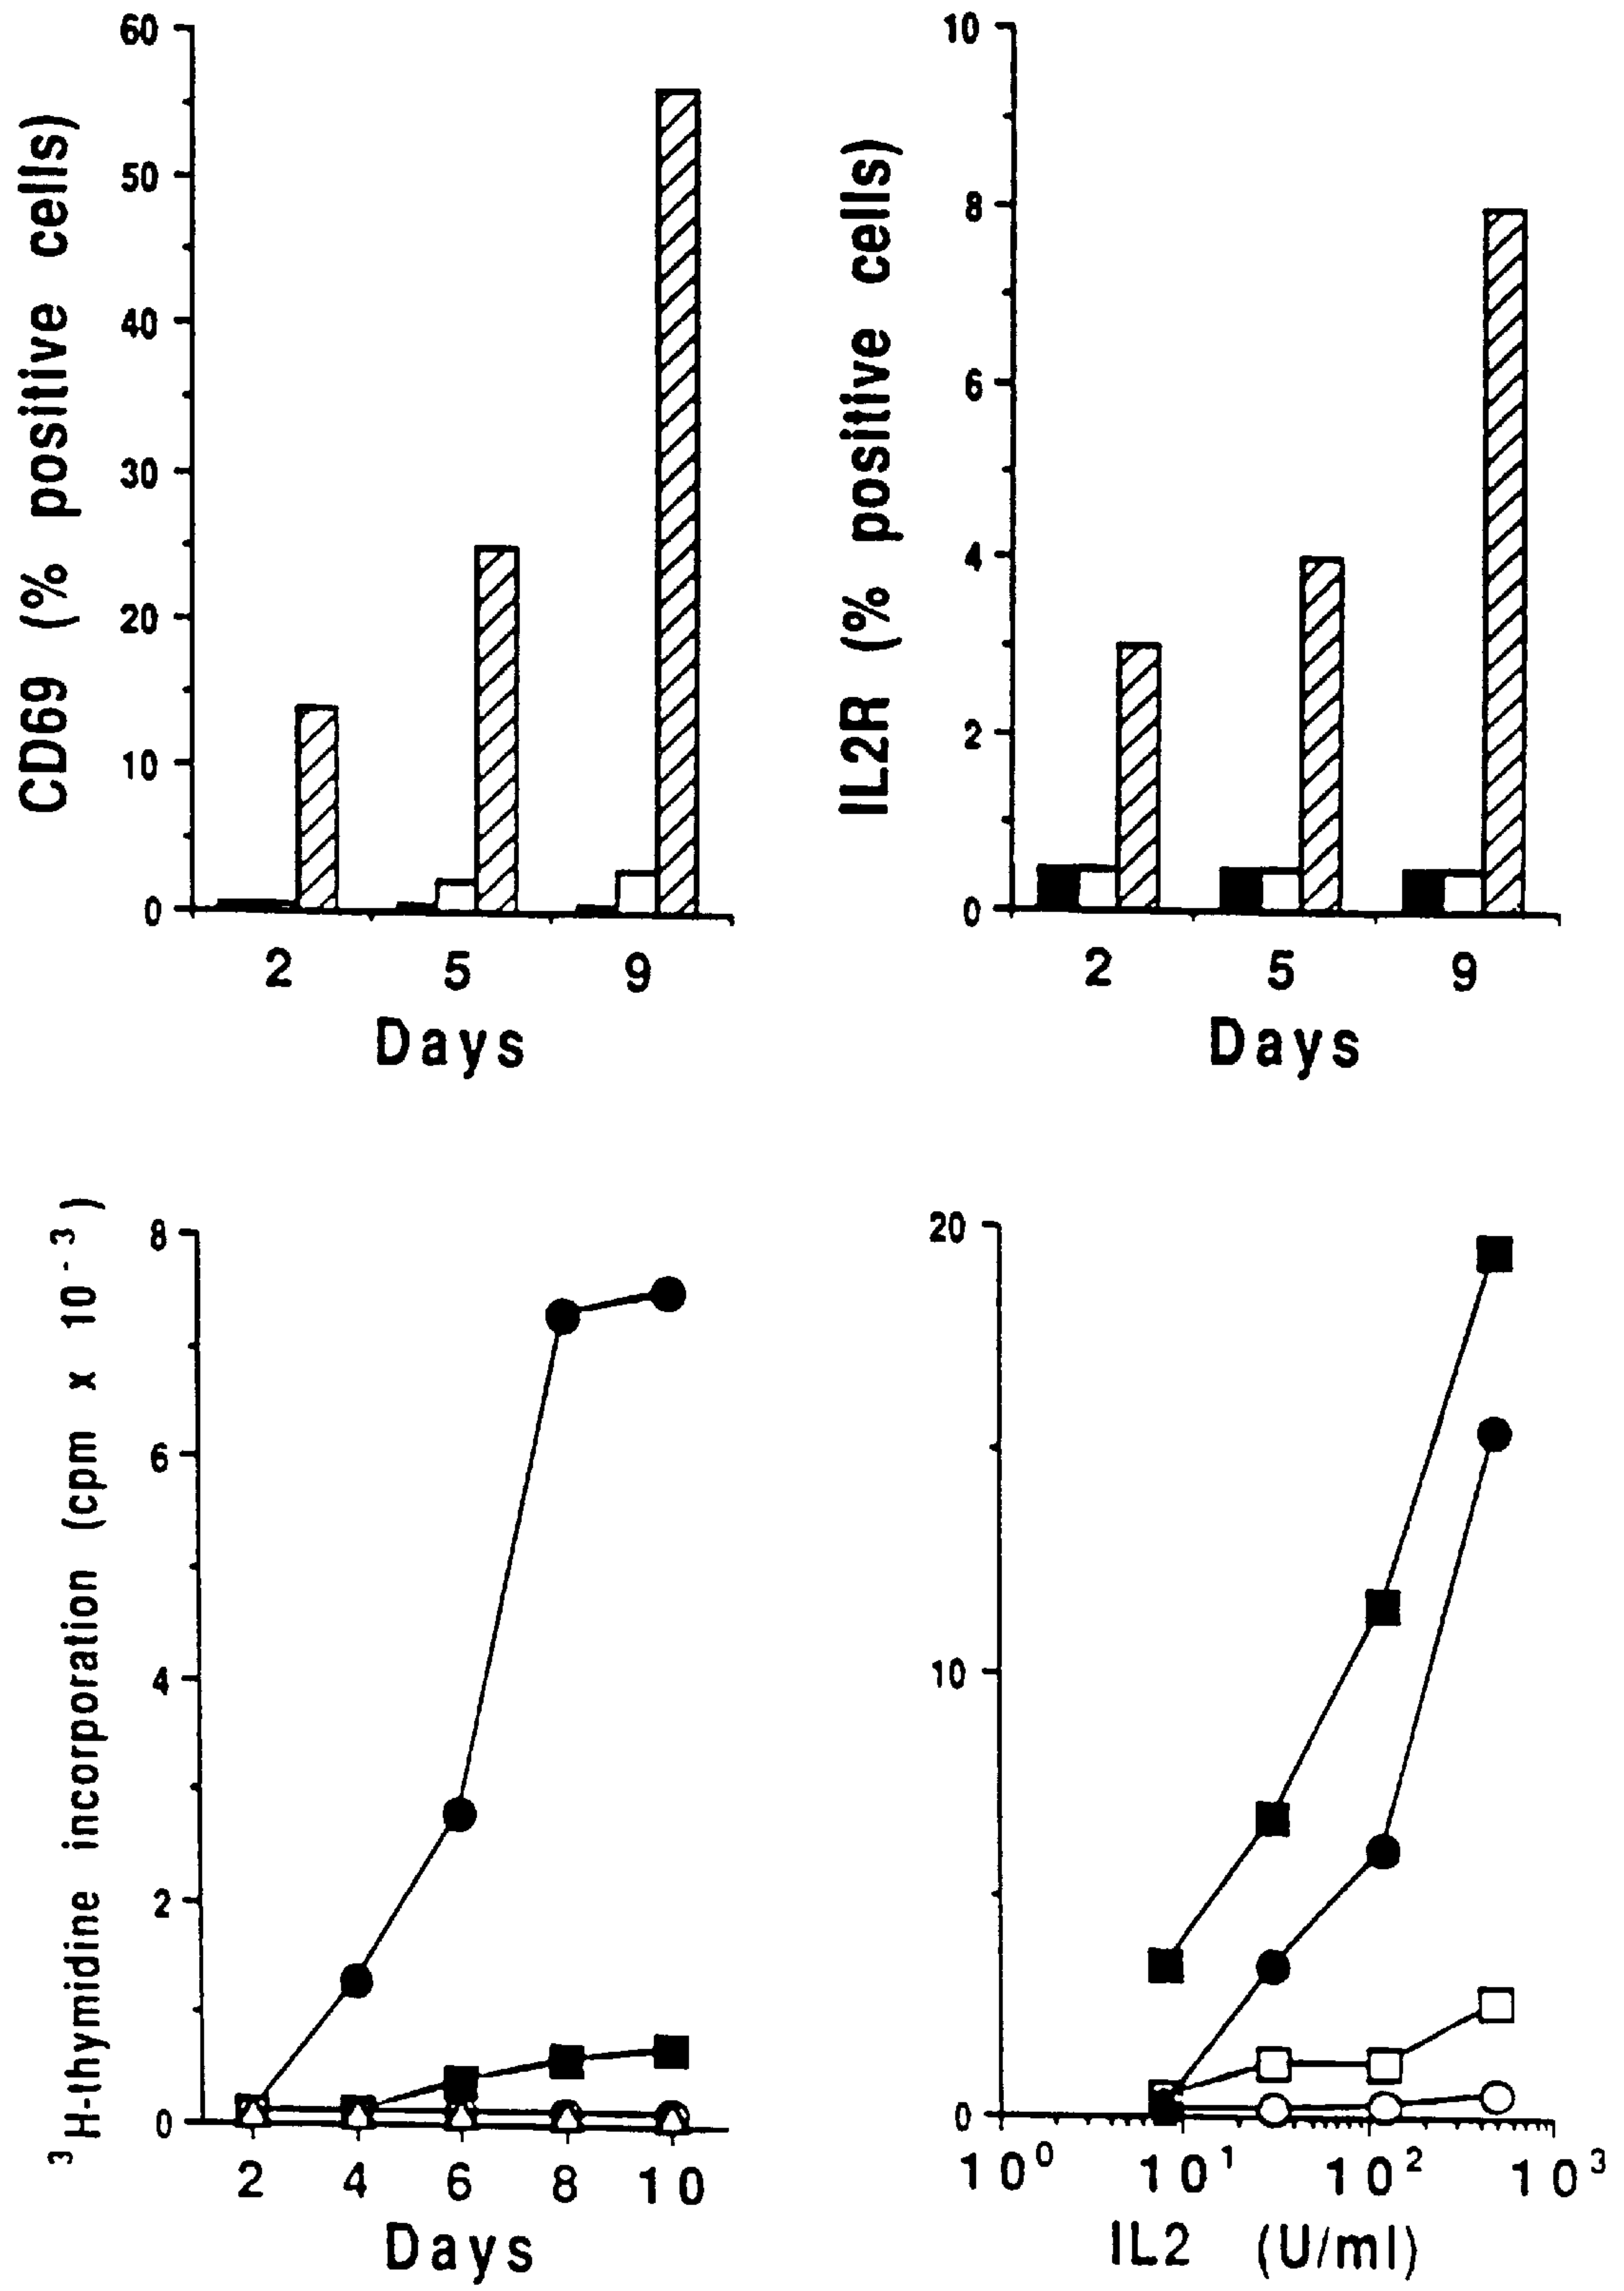 CD69 (% positive cells)
60
50
40
30
20
10
0
2 5 9
Days
IL2R (% positive cells)
10
8
6
4
2
0
2 5 9
Days
³H-thymidine incorporation (cpm x 10⁻³)
8
6
4
2
0
2 4 6 8 10
Days
20
10
0
10⁰ 10¹ 10² 10³
IL2 (U/ml)